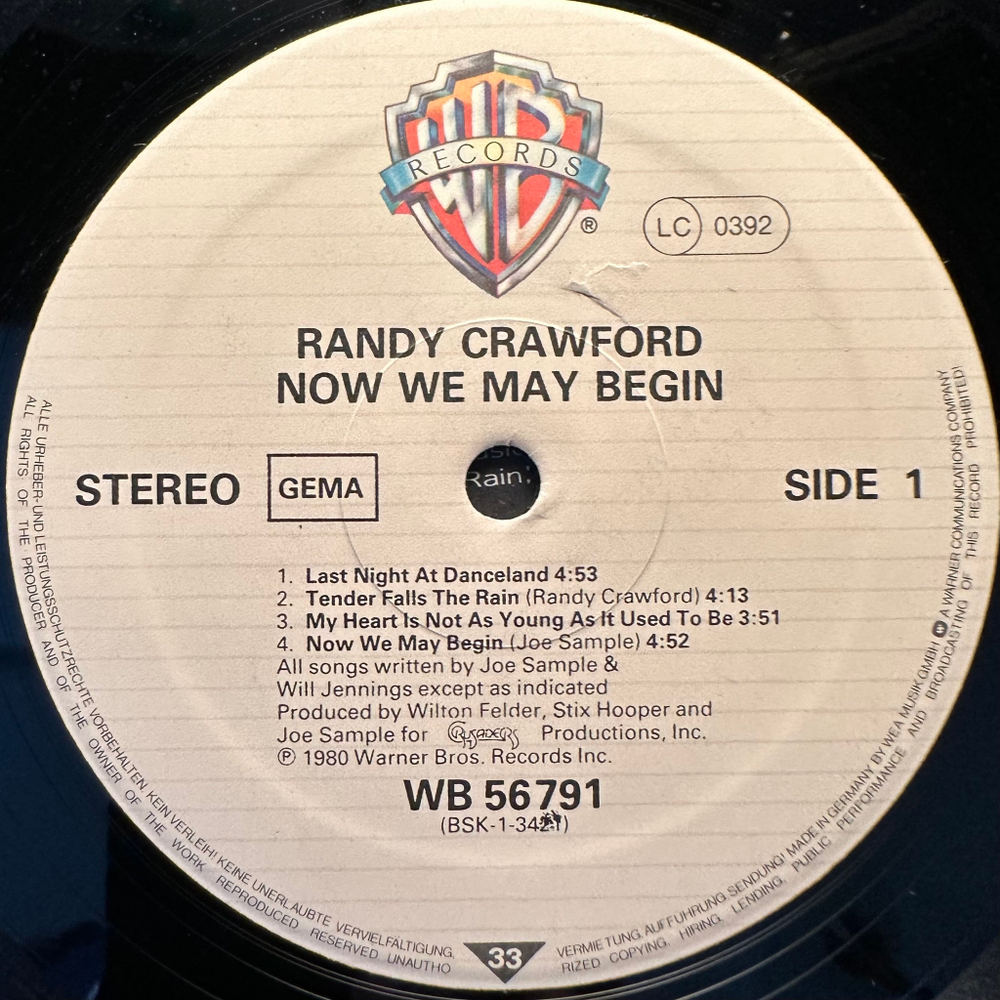 WB
RECORDS
®
LC 0392
RANDY CRAWFORD
NOW WE MAY BEGIN
STEREO GEMA SIDE 1
Rain.
1. Last Night At Danceland 4:53
2. Tender Falls The Rain (Randy Crawford) 4:13
3. My Heart Is Not As Young As It Used To Be 3:51
4. Now We May Begin (Joe Sample) 4:52
All songs written by Joe Sample &
Will Jennings except as indicated
Produced by Wilton Felder, Stix Hooper and
Joe Sample for CRUSADERS Productions, Inc.
℗ 1980 Warner Bros. Records Inc.
WB 56791
(BSK-1-342
33
ALLE URHEBER- UND LEISTUNGSSCHUTZRECHTE VORBEHALTEN. KEIN VERLEIH! KEINE UNERLAUBTE VERVIELFÄLTIGUNG, VERMIETUNG, AUFFÜHRUNG, SENDUNG! MADE IN GERMANY BY WEA MUSIK GMBH A WARNER COMMUNICATIONS COMPANY
ALL RIGHTS OF THE PRODUCER AND OF THE OWNER OF THE WORK REPRODUCED RESERVED. UNAUTHORIZED COPYING, HIRING, LENDING, PUBLIC PERFORMANCE AND BROADCASTING OF THIS RECORD PROHIBITED!